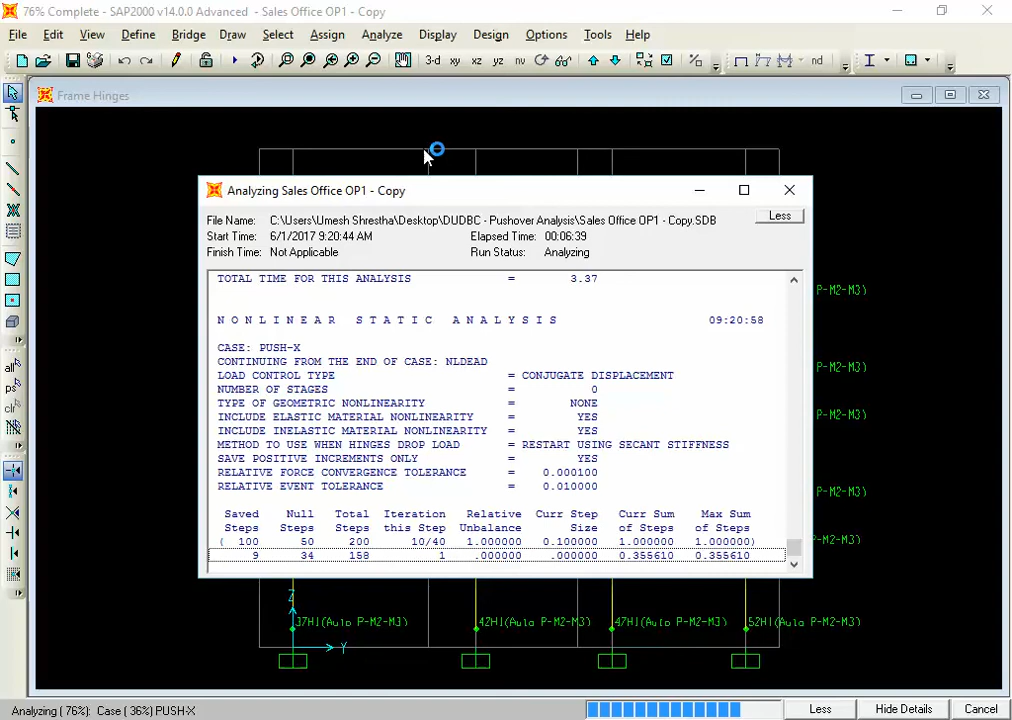 76% Complete - SAP2000 v14.0.0 Advanced - Sales Office OP1 - Copy
File Edit View Define Bridge Draw Select Assign Analyze Display Design Options Tools Help
3-d xy xz yz nv nd
Frame Hinges
all
ps
clr
Analyzing Sales Office OP1 - Copy
File Name: C:\Users\Umesh Shrestha\Desktop\DUDBC - Pushover Analysis\Sales Office OP1 - Copy.SDB
Less
Start Time: 6/1/2017 9:20:44 AM Elapsed Time: 00:06:39
Finish Time: Not Applicable Run Status: Analyzing
TOTAL TIME FOR THIS ANALYSIS = 3.37
N O N L I N E A R S T A T I C A N A L Y S I S 09:20:58
CASE: PUSH-X
CONTINUING FROM THE END OF CASE: NLDEAD
LOAD CONTROL TYPE = CONJUGATE DISPLACEMENT
NUMBER OF STAGES = 0
TYPE OF GEOMETRIC NONLINEARITY = NONE
INCLUDE ELASTIC MATERIAL NONLINEARITY = YES
INCLUDE INELASTIC MATERIAL NONLINEARITY = YES
METHOD TO USE WHEN HINGES DROP LOAD = RESTART USING SECANT STIFFNESS
SAVE POSITIVE INCREMENTS ONLY = YES
RELATIVE FORCE CONVERGENCE TOLERANCE = 0.000100
RELATIVE EVENT TOLERANCE = 0.010000
Saved Null Total Iteration Relative Curr Step Curr Sum Max Sum
Steps Steps Steps this Step Unbalance Size of Steps of Steps
( 100 50 200 10/40 1.000000 0.100000 1.000000 1.000000)
9 34 158 1 .000000 .000000 0.355610 0.355610
P-M2-M3)
P-M2-M3)
P-M2-M3)
P-M2-M3)
P-M2-M3)
Z
37H1(Auto P-M2-M3) 42H1(Auto P-M2-M3) 47H1(Auto P-M2-M3) 52H1(Auto P-M2-M3)
Y
Analyzing ( 76%): Case ( 36%) PUSH-X Less Hide Details Cancel